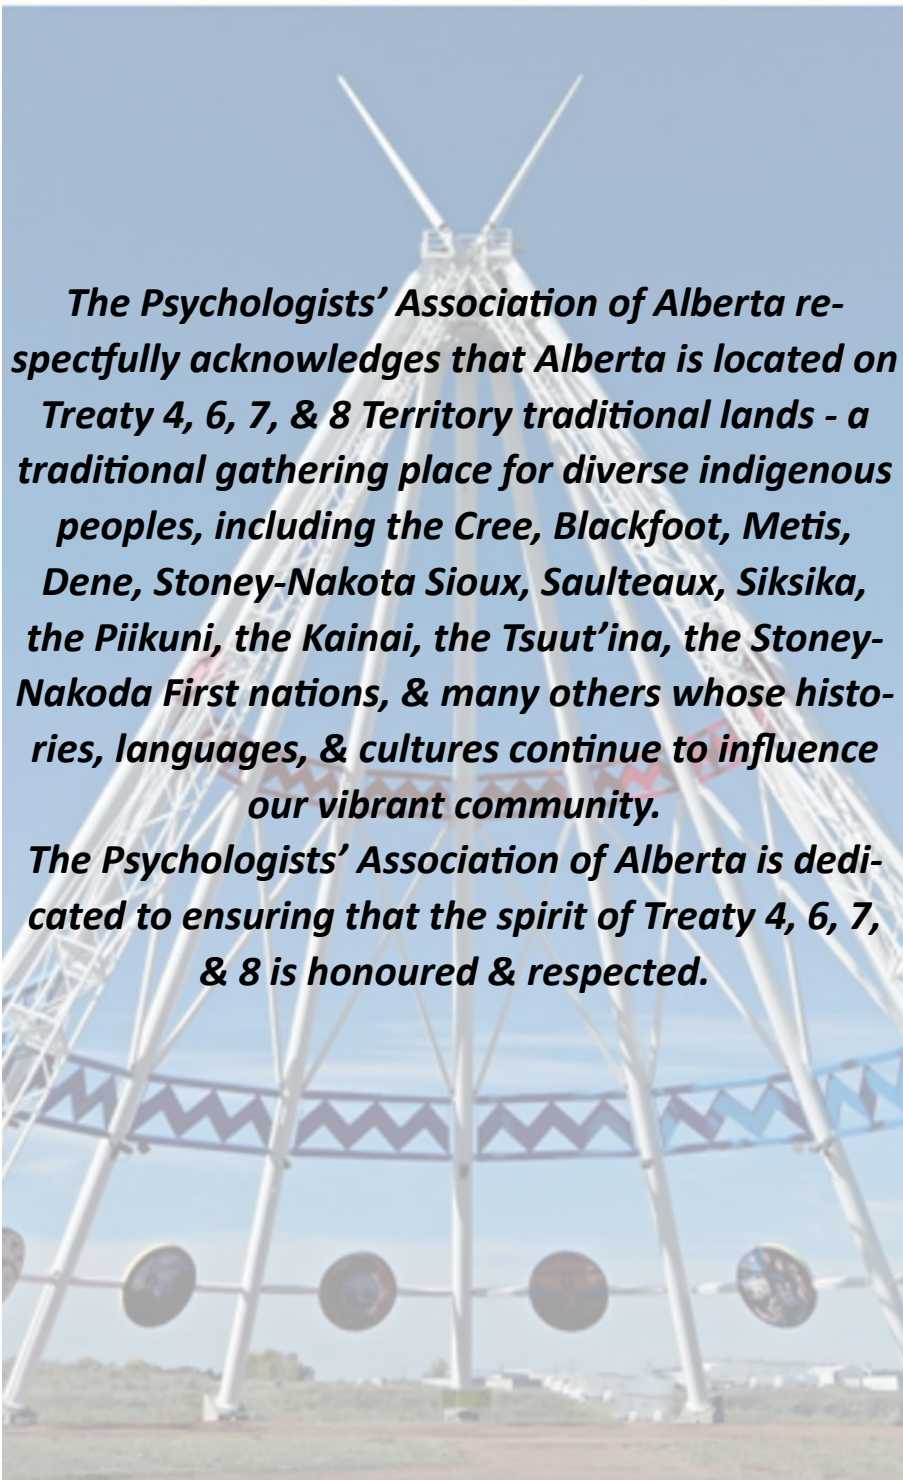 The Psychologists’ Association of Alberta re-
spectfully acknowledges that Alberta is located on
Treaty 4, 6, 7, & 8 Territory traditional lands - a
traditional gathering place for diverse indigenous
peoples, including the Cree, Blackfoot, Metis,
Dene, Stoney-Nakota Sioux, Saulteaux, Siksika,
the Piikuni, the Kainai, the Tsuut’ina, the Stoney-
Nakoda First nations, & many others whose histo-
ries, languages, & cultures continue to influence
our vibrant community.
The Psychologists’ Association of Alberta is dedi-
cated to ensuring that the spirit of Treaty 4, 6, 7,
& 8 is honoured & respected.